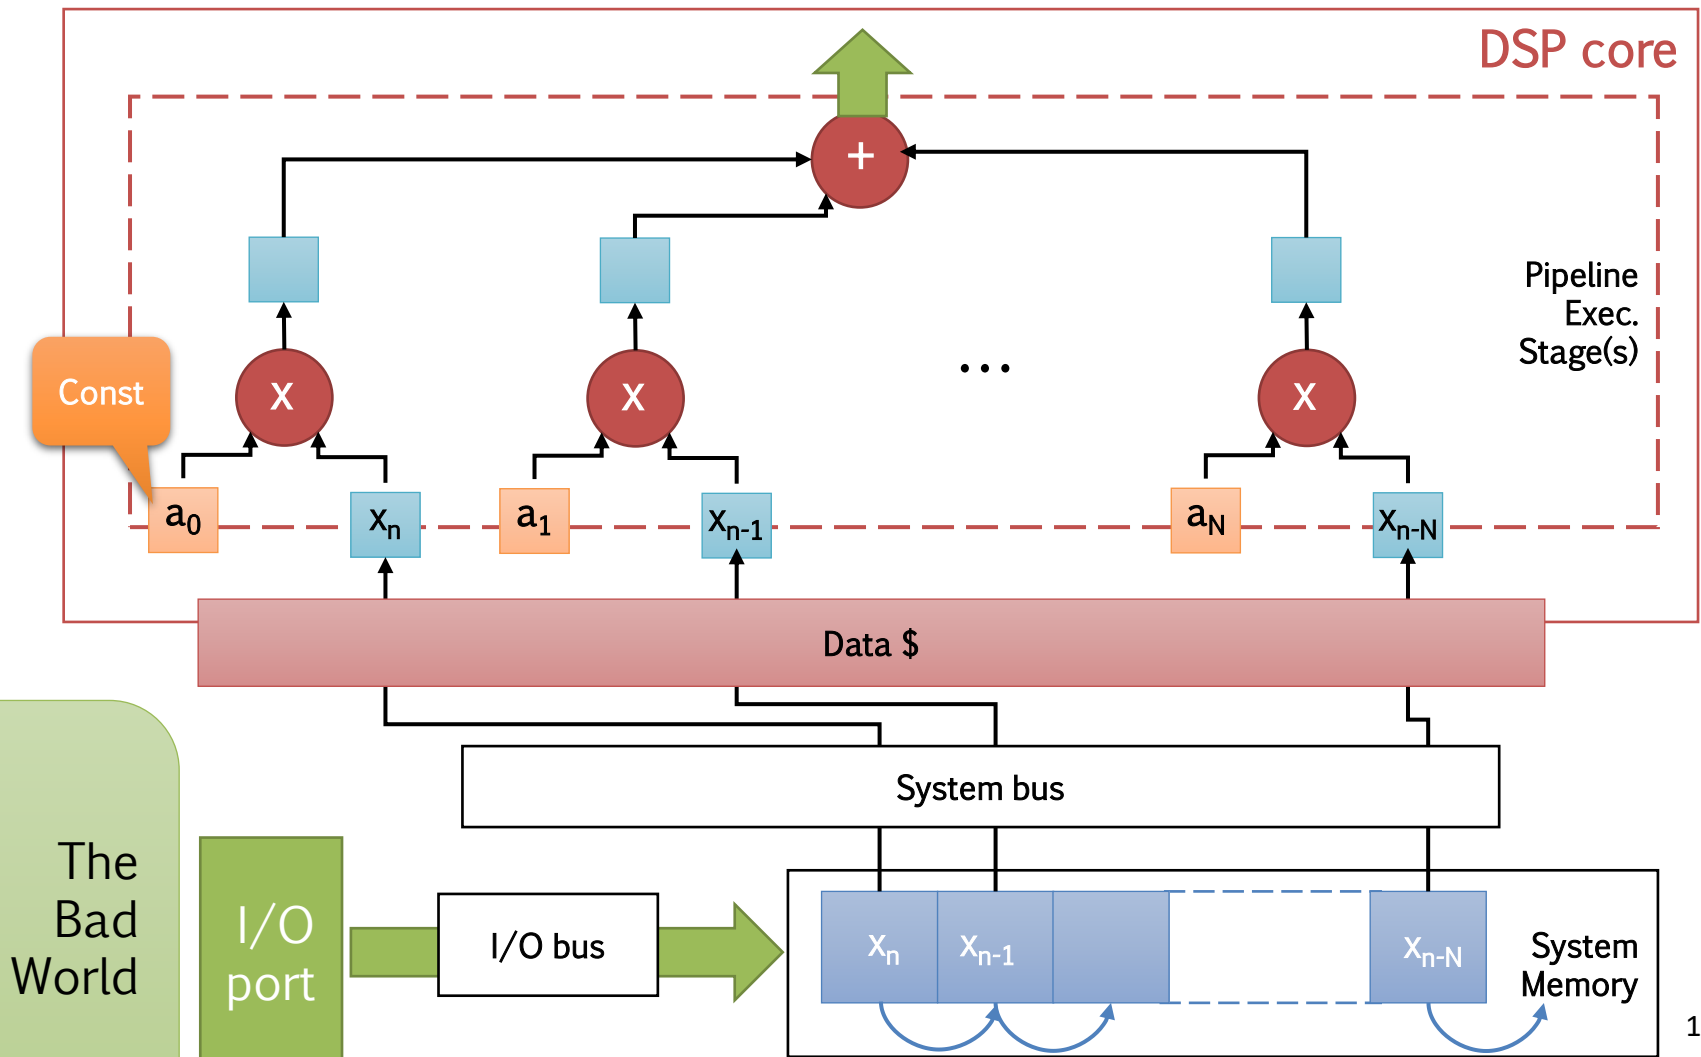 DSP core
+
Pipeline
Exec.
Stage(s)
Const
x
x
...
x
a0
xn
a1
xn-1
aN
xn-N
Data $
System bus
The
Bad
World
I/O
port
I/O bus
xn
xn-1
xn-N
System
Memory
1